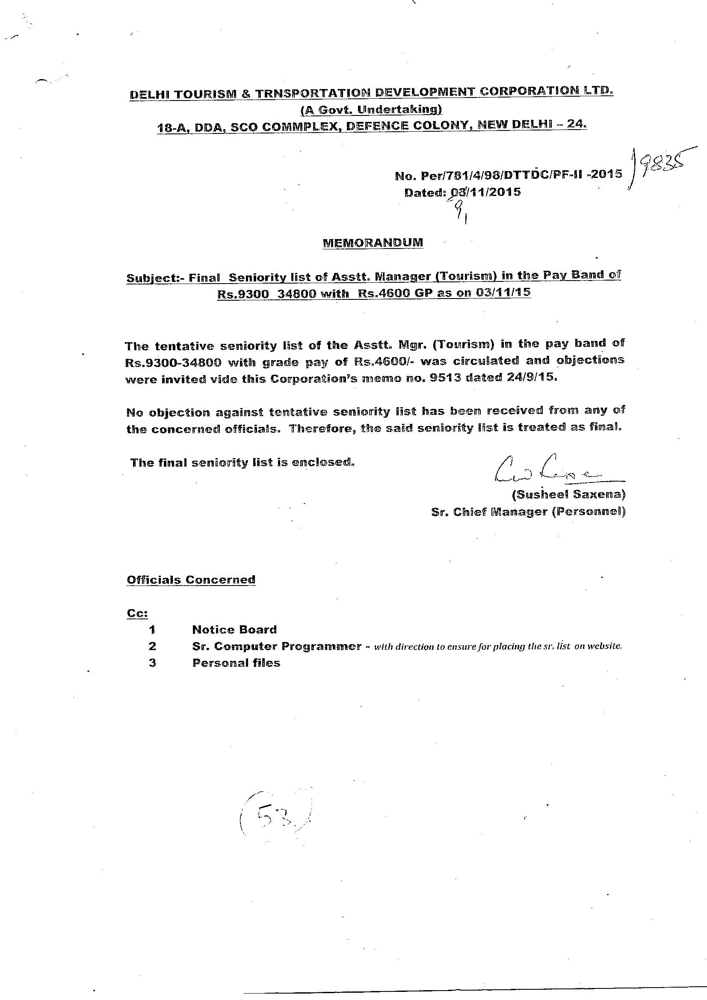 DELHI TOURISM & TRNSPORTATION DEVELOPMENT CORPORATION LTD.
(A Govt. Undertaking)
18-A, DDA, SCO COMMPLEX, DEFENCE COLONY, NEW DELHI – 24.
No. Per/781/4/98/DTTDC/PF-II -2015 /9835
Dated: 03/11/2015
9
MEMORANDUM
Subject:- Final Seniority list of Asstt. Manager (Tourism) in the Pay Band of
Rs.9300 34800 with Rs.4600 GP as on 03/11/15
The tentative seniority list of the Asstt. Mgr. (Tourism) in the pay band of
Rs.9300-34800 with grade pay of Rs.4600/- was circulated and objections
were invited vide this Corporation's memo no. 9513 dated 24/9/15.
No objection against tentative seniority list has been received from any of
the concerned officials. Therefore, the said seniority list is treated as final.
The final seniority list is enclosed.
(Susheel Saxena)
Sr. Chief Manager (Personnel)
Officials Concerned
Cc:
1 Notice Board
2 Sr. Computer Programmer - with direction to ensure for placing the sr. list on website.
3 Personal files
(53)